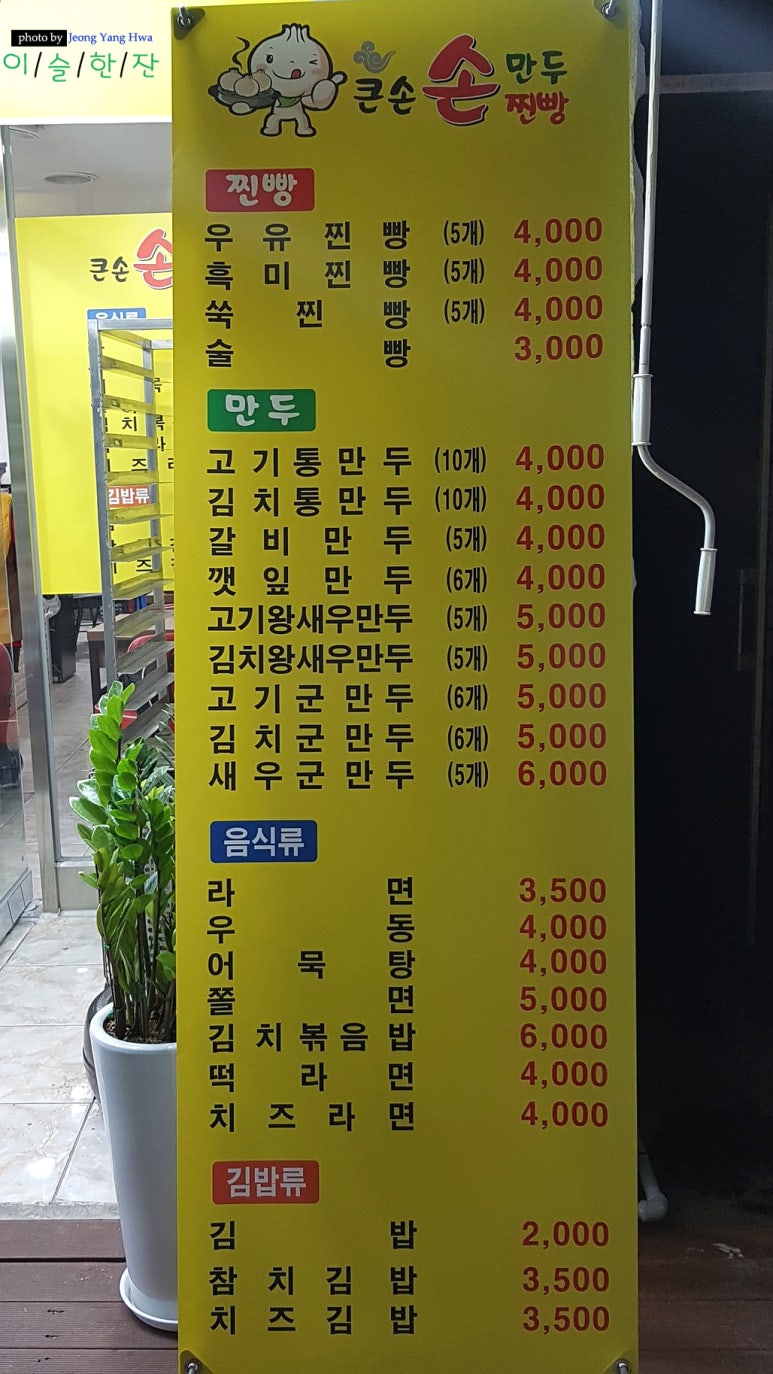 photo by Jeong Yang Hwa
이/슬/한/잔
큰손 손 만두 찐빵
찐빵
우유찐빵 (5개) 4,000
흑미찐빵 (5개) 4,000
쑥찐빵 (5개) 4,000
술빵 3,000
만두
고기통만두 (10개) 4,000
김치통만두 (10개) 4,000
갈비만두 (5개) 4,000
깻잎만두 (6개) 4,000
고기왕새우만두 (5개) 5,000
김치왕새우만두 (5개) 5,000
고기군만두 (6개) 5,000
김치군만두 (6개) 5,000
새우군만두 (5개) 6,000
음식류
라면 3,500
우동 4,000
어묵탕 4,000
쫄면 5,000
김치볶음밥 6,000
떡라면 4,000
치즈라면 4,000
김밥류
김밥 2,000
참치김밥 3,500
치즈김밥 3,500
큰손 손
음식류
김밥류